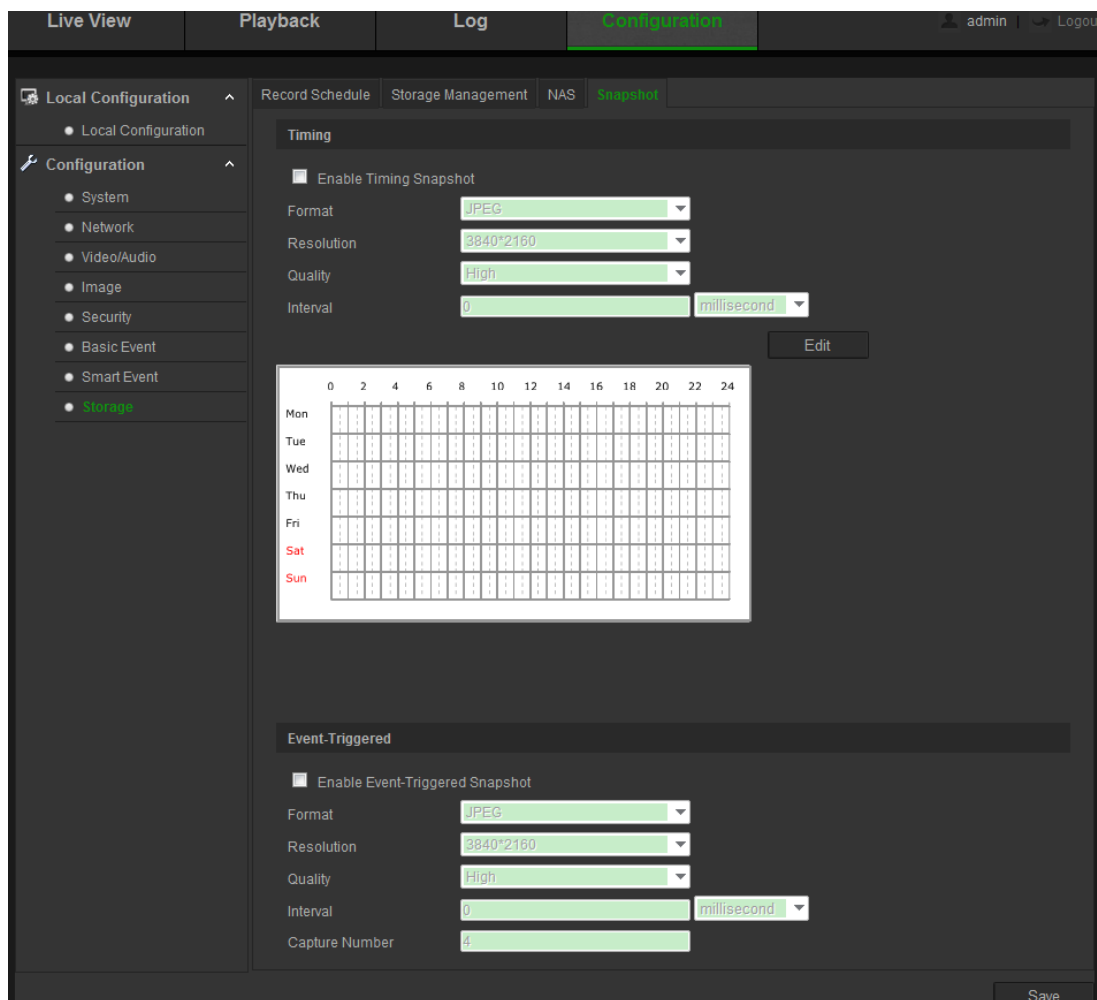 Live View Playback Log Configuration admin | Logou
Local Configuration
Local Configuration
Configuration
System
Network
Video/Audio
Image
Security
Basic Event
Smart Event
Storage
Record Schedule Storage Management NAS Snapshot
Timing
Enable Timing Snapshot
Format JPEG
Resolution 3840*2160
Quality High
Interval 0 millisecond
Edit
0 2 4 6 8 10 12 14 16 18 20 22 24
Mon
Tue
Wed
Thu
Fri
Sat
Sun
Event-Triggered
Enable Event-Triggered Snapshot
Format JPEG
Resolution 3840*2160
Quality High
Interval 0 millisecond
Capture Number 4
Save